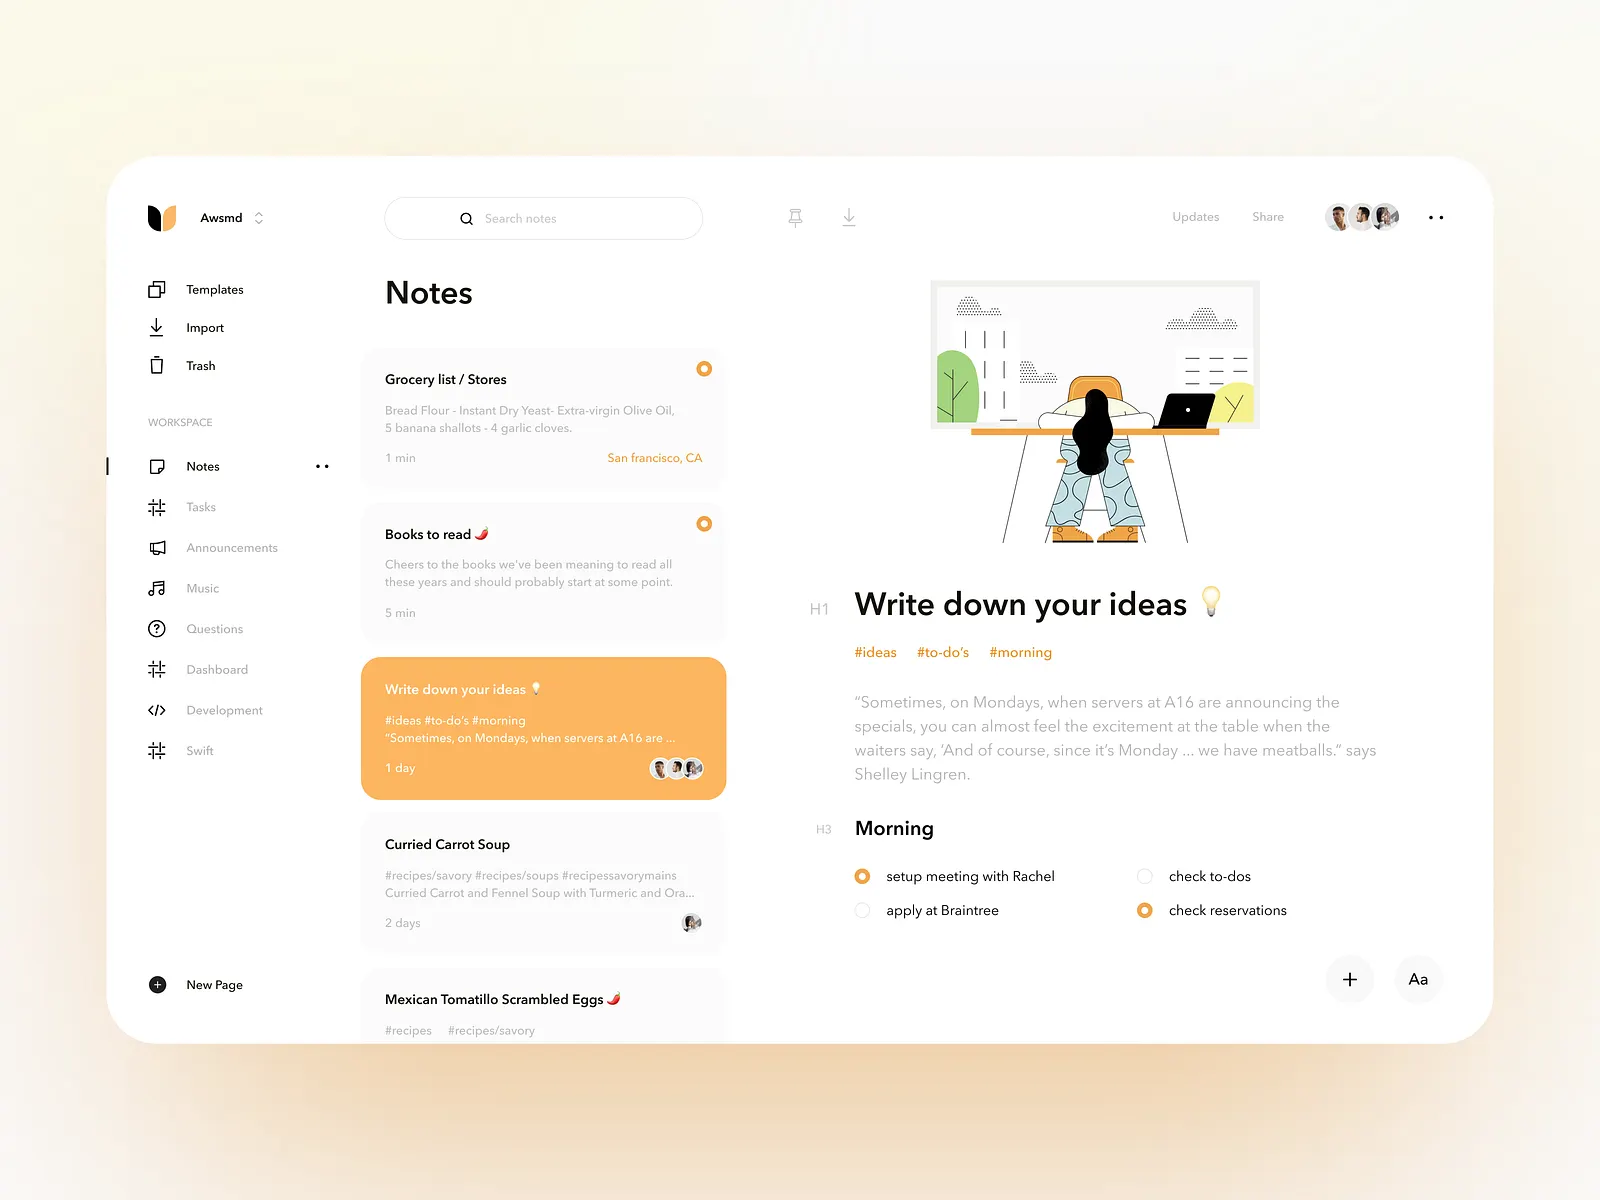 Awsmd
Search notes
Updates
Share
Templates
Import
Trash
WORKSPACE
Notes
Tasks
Announcements
Music
Questions
Dashboard
Development
Swift
New Page
Notes
Grocery list / Stores
Bread Flour - Instant Dry Yeast- Extra-virgin Olive Oil,
5 banana shallots - 4 garlic cloves.
1 min
San francisco, CA
Books to read 🌶️
Cheers to the books we've been meaning to read all
these years and should probably start at some point.
5 min
Write down your ideas 💡
#ideas #to-do’s #morning
“Sometimes, on Mondays, when servers at A16 are ...
1 day
Curried Carrot Soup
#recipes/savory #recipes/soups #recipessavorymains
Curried Carrot and Fennel Soup with Turmeric and Ora...
2 days
Mexican Tomatillo Scrambled Eggs 🌶️
#recipes #recipes/savory
H1
Write down your ideas 💡
#ideas #to-do’s #morning
“Sometimes, on Mondays, when servers at A16 are announcing the
specials, you can almost feel the excitement at the table when the
waiters say, ‘And of course, since it’s Monday ... we have meatballs.“ says
Shelley Lingren.
H3
Morning
setup meeting with Rachel
check to-dos
apply at Braintree
check reservations
Aa